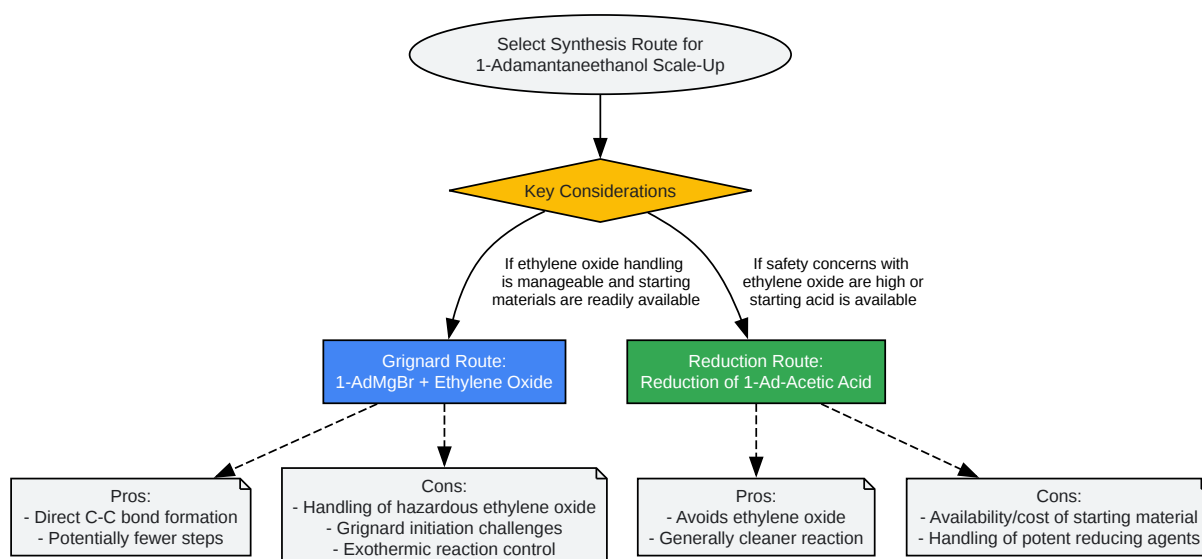 Select Synthesis Route for
1-Adamantaneethanol Scale-Up
Key Considerations
If ethylene oxide handling
is manageable and starting
materials are readily available
If safety concerns with
ethylene oxide are high or
starting acid is available
Grignard Route:
1-AdMgBr + Ethylene Oxide
Reduction Route:
Reduction of 1-Ad-Acetic Acid
Pros:
- Direct C-C bond formation
- Potentially fewer steps
Cons:
- Handling of hazardous ethylene oxide
- Grignard initiation challenges
- Exothermic reaction control
Pros:
- Avoids ethylene oxide
- Generally cleaner reaction
Cons:
- Availability/cost of starting material
- Handling of potent reducing agents